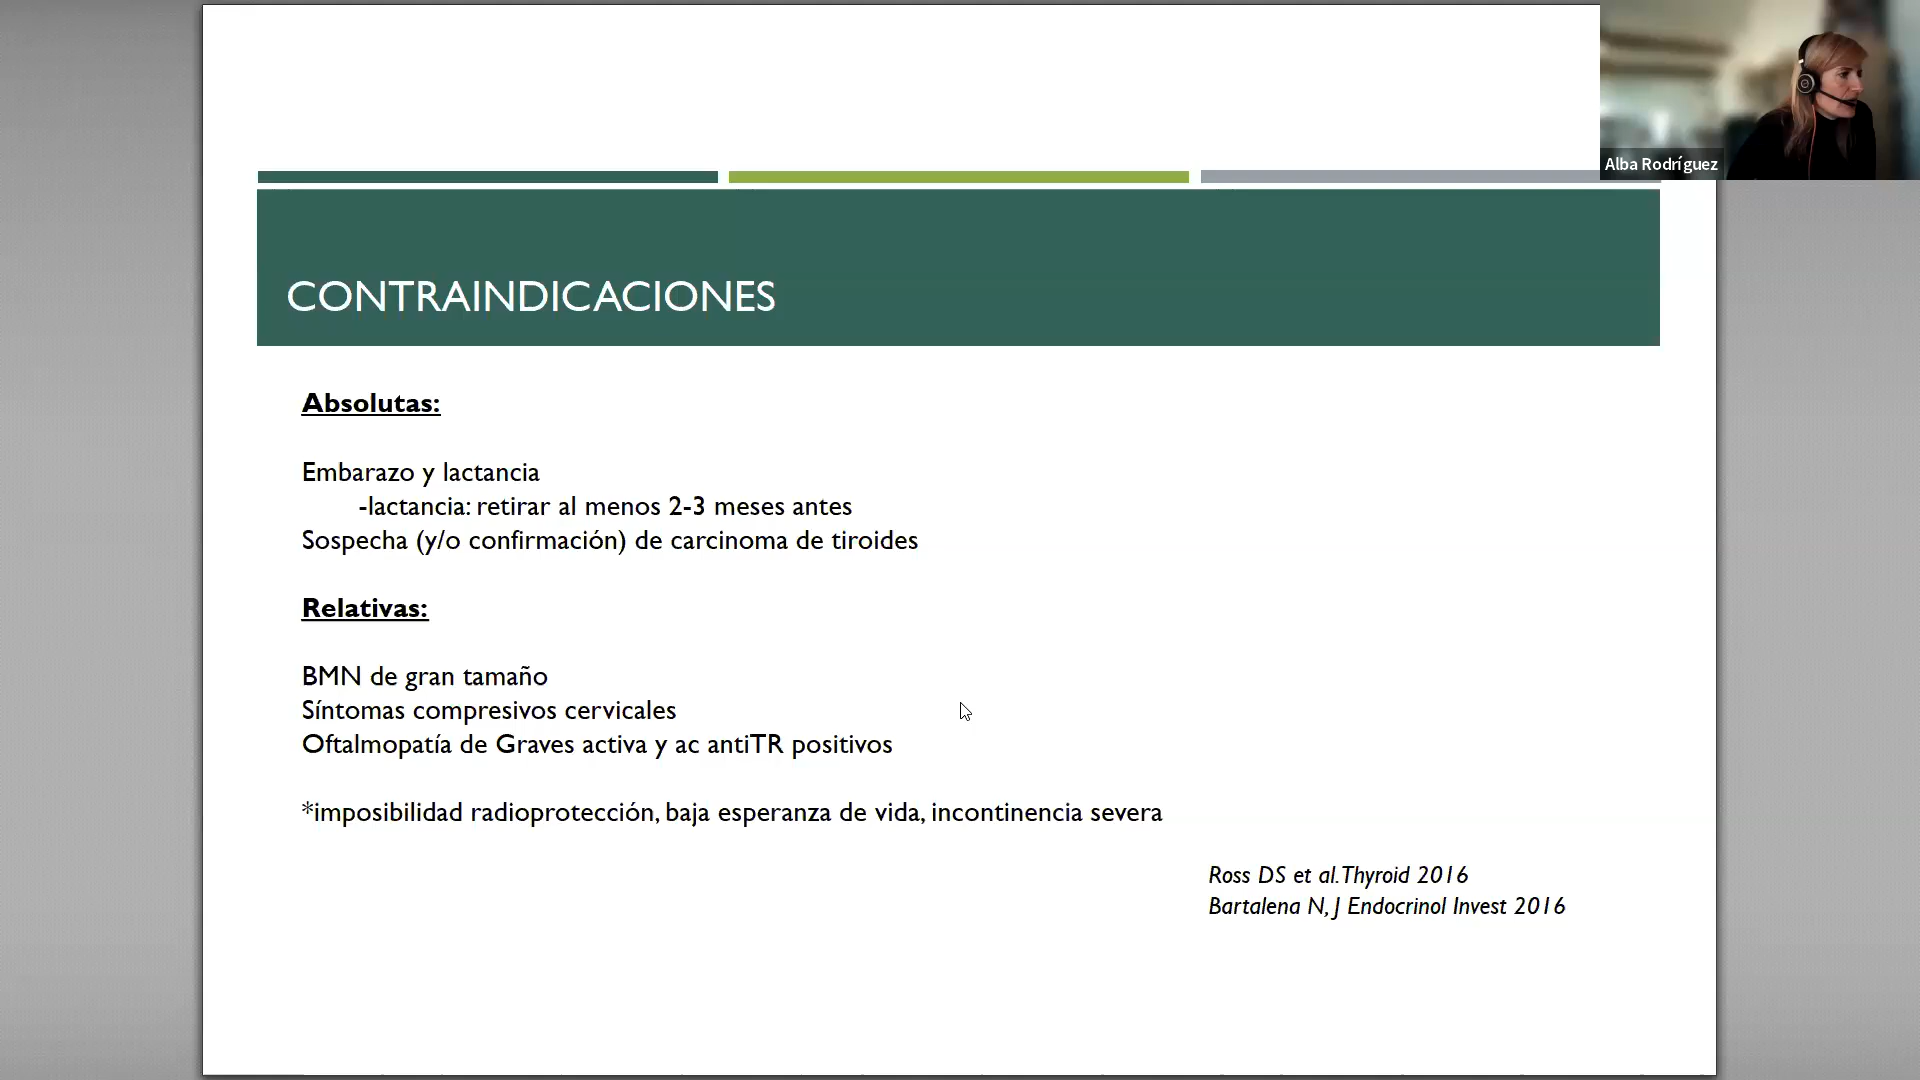 Alba Rodríguez
CONTRAINDICACIONES
Absolutas:
Embarazo y lactancia
-lactancia: retirar al menos 2-3 meses antes
Sospecha (y/o confirmación) de carcinoma de tiroides
Relativas:
BMN de gran tamaño
Síntomas compresivos cervicales
Oftalmopatía de Graves activa y ac antiTR positivos
*imposibilidad radioprotección, baja esperanza de vida, incontinencia severa
Ross DS et al. Thyroid 2016
Bartalena N, J Endocrinol Invest 2016